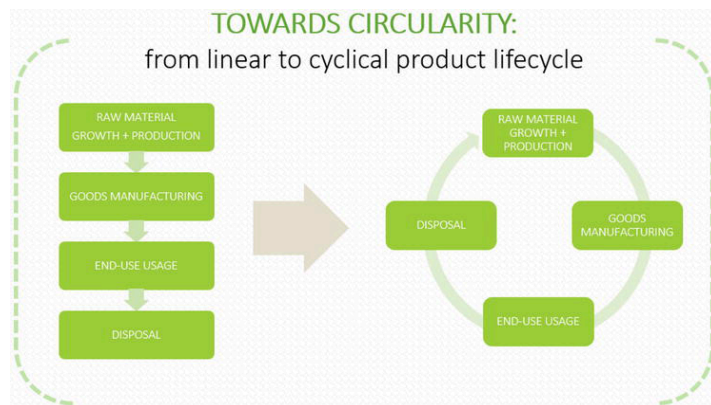 TOWARDS CIRCULARITY:
from linear to cyclical product lifecycle
RAW MATERIAL
GROWTH + PRODUCTION
GOODS MANUFACTURING
END-USE USAGE
DISPOSAL
RAW MATERIAL
GROWTH +
PRODUCTION
DISPOSAL
GOODS
MANUFACTURING
END-USE USAGE